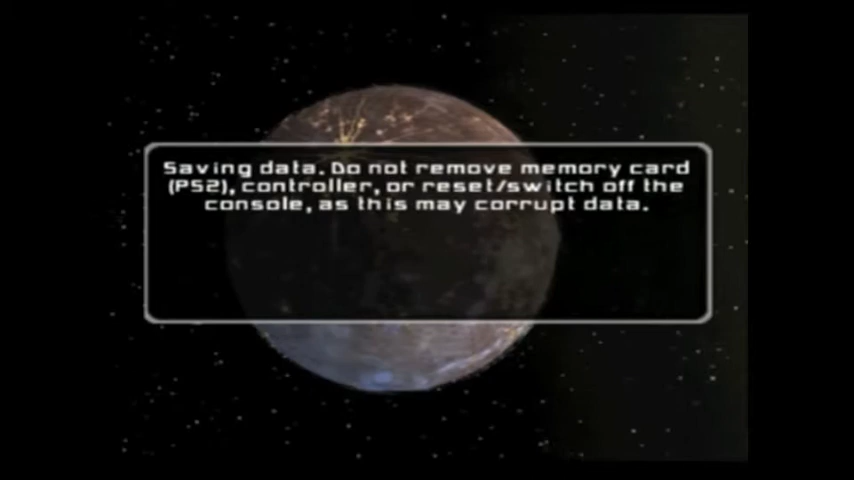 Saving data. Do not remove memory card
(PS2), controller, or reset/switch off the
console, as this may corrupt data.